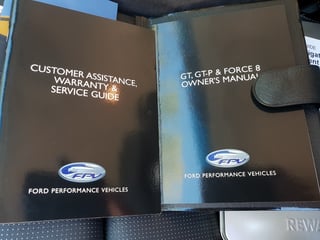 CUSTOMER ASSISTANCE,
WARRANTY &
SERVICE GUIDE
FPV
FORD PERFORMANCE VEHICLES
GT, GT-P & FORCE 8
OWNER'S MANUAL
FPV
FORD PERFORMANCE VEHICLES
REWA